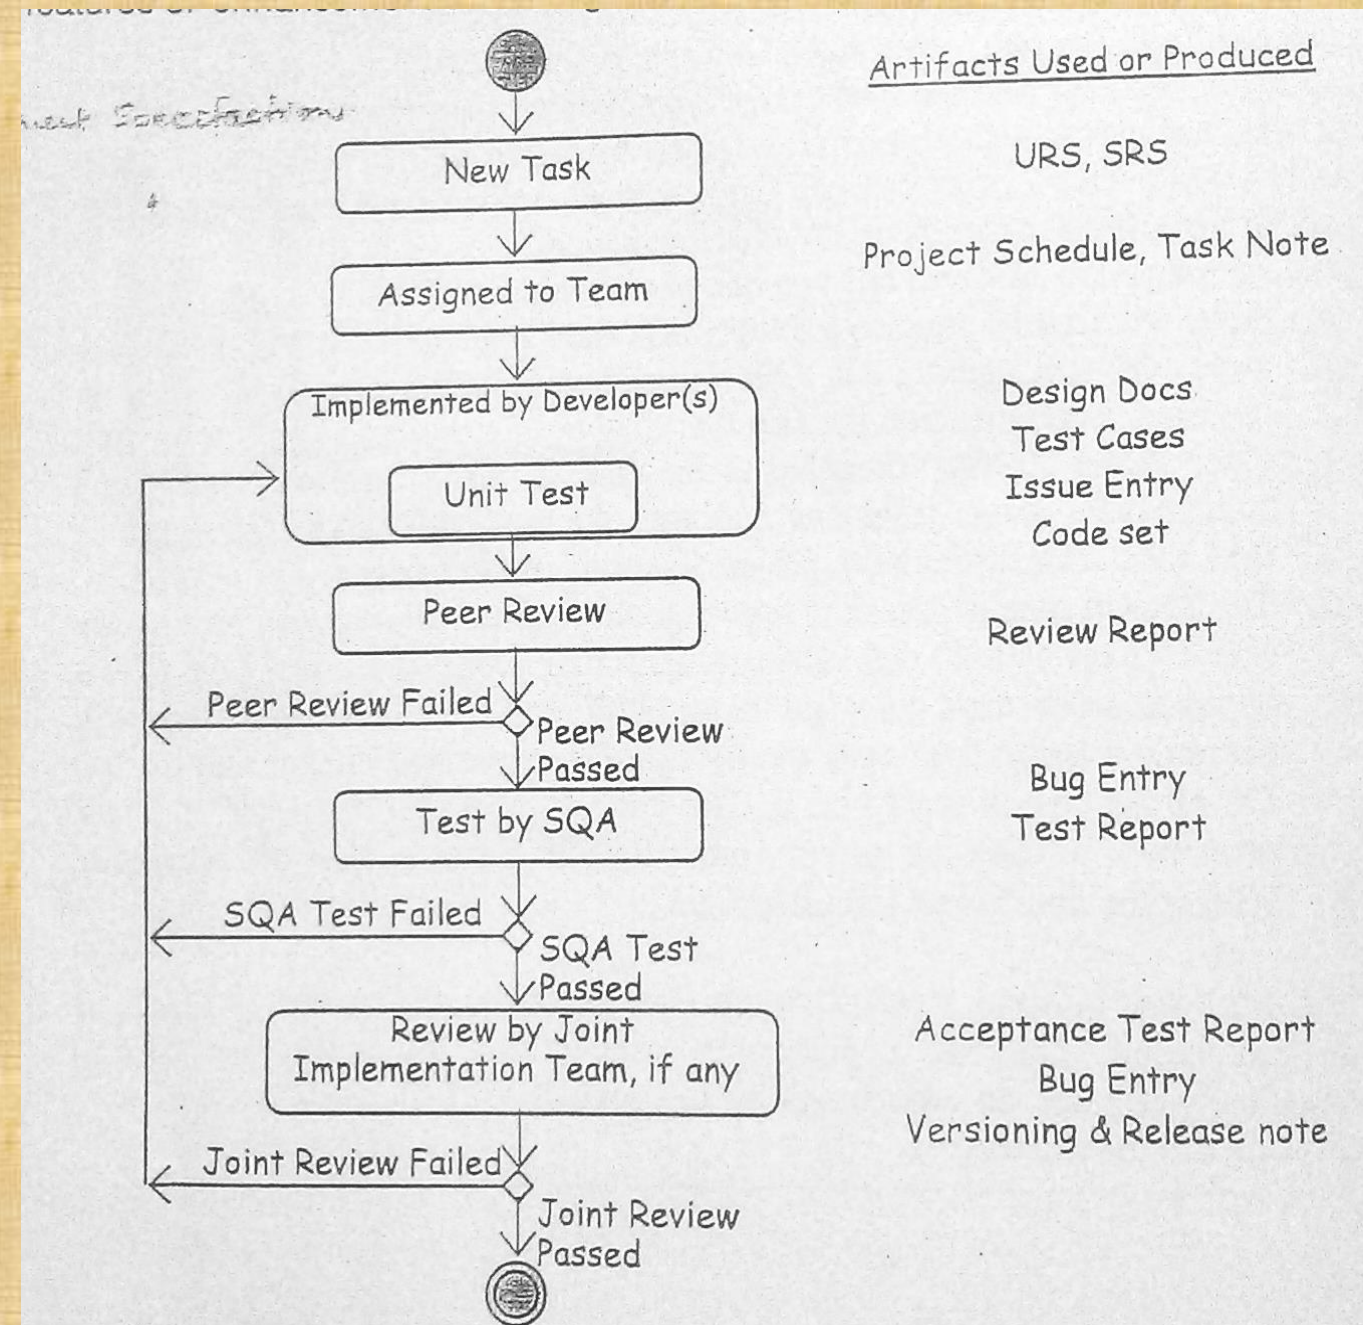 Artifacts Used or Produced
New Task
URS, SRS
Project Schedule, Task Note
Assigned to Team
Implemented by Developer(s)
Design Docs
Test Cases
Unit Test
Issue Entry
Code set
Peer Review
Review Report
Peer Review Failed
Peer Review
Passed
Bug Entry
Test by SQA
Test Report
SQA Test Failed
SQA Test
Passed
Review by Joint
Implementation Team, if any
Acceptance Test Report
Bug Entry
Versioning & Release note
Joint Review Failed
Joint Review
Passed